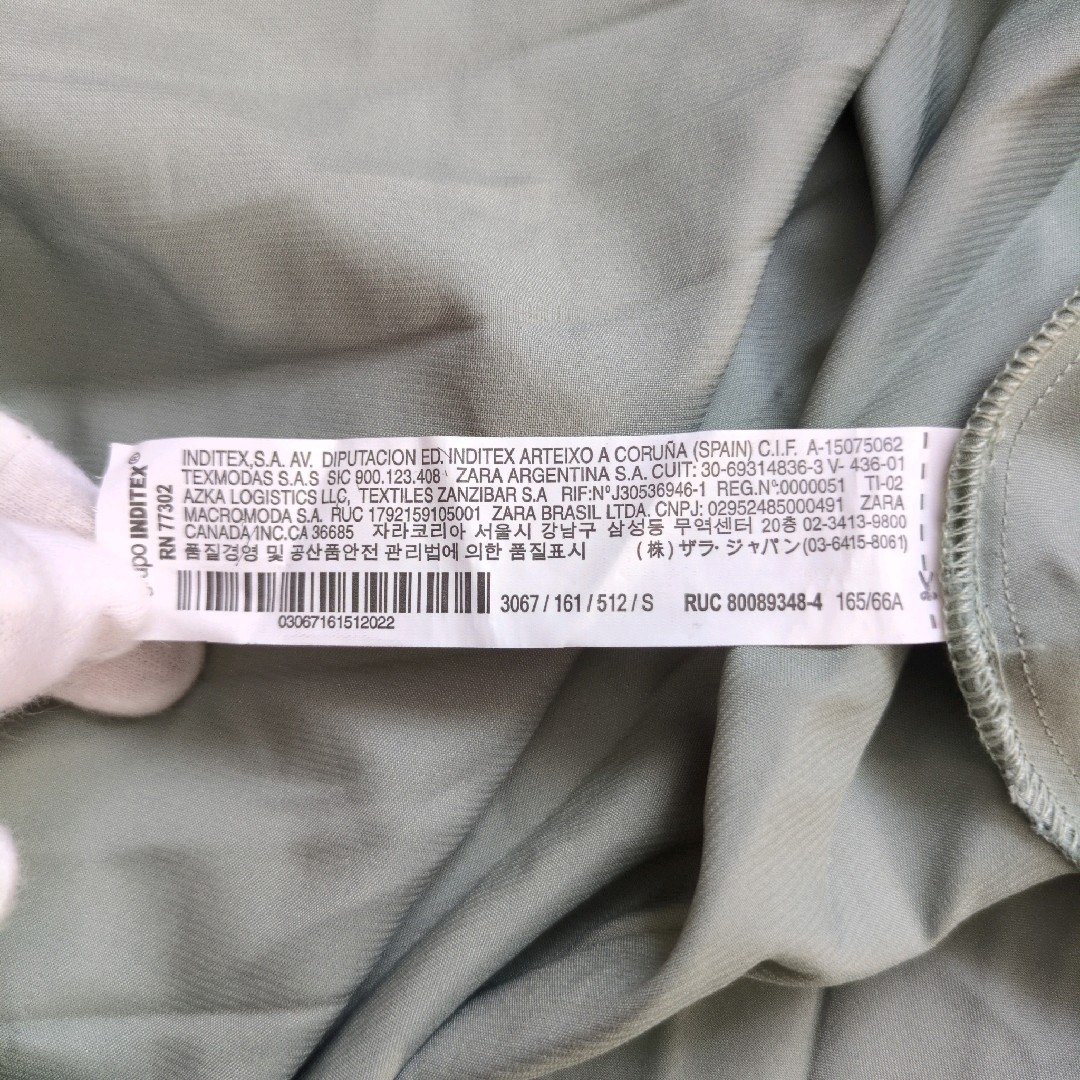 INDITEX®
RN 77302
INDITEX,S.A. AV. DIPUTACION ED. INDITEX ARTEIXO A CORUÑA (SPAIN) C.I.F. A-15075062
TEXMODAS S.A.S SIC 900.123.408 ZARA ARGENTINA S.A. CUIT: 30-69314836-3 V- 436-01
AZKA LOGISTICS LLC, TEXTILES ZANZIBAR S.A RIF:NºJ30536946-1 REG.Nº:0000051 TI-02
MACROMODA S.A. RUC 1792159105001 ZARA BRASIL LTDA. CNPJ: 02952485000491 ZARA
CANADA INC.CA 36685 자라코리아 서울시 강남구 삼성동 무역센터 20층 02-3413-9800
품질경영 및 공산품안전 관리법에 의한 품질표시 (株) ザラ・ジャパン(03-6415-8061)
3067 / 161 / 512 / S RUC 80089348-4 165/66A
03067161512022